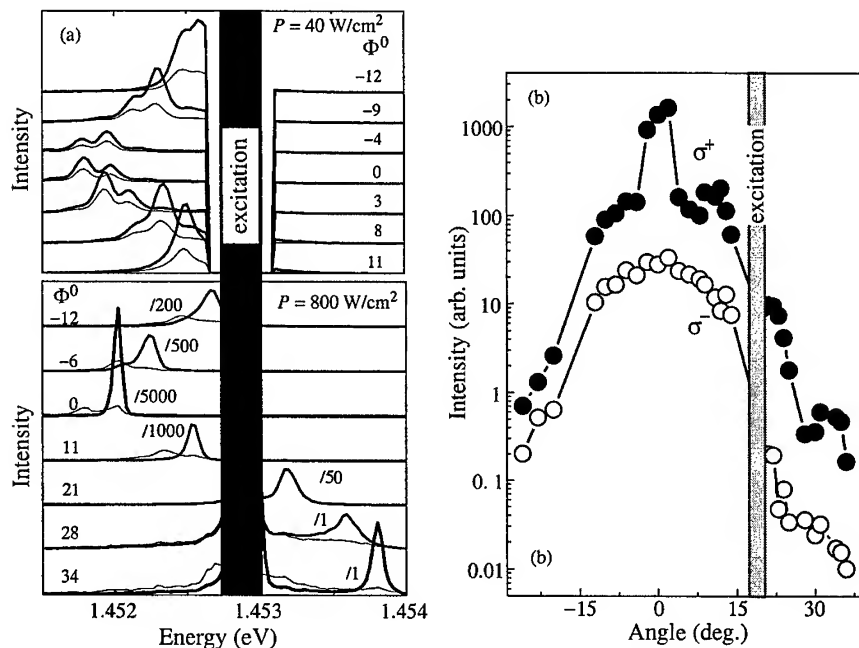 (a)
P = 40 W/cm²
Φ⁰
−12
−9
−4
0
3
8
11
excitation
Intensity
Φ⁰
P = 800 W/cm²
−12
/200
−6
/500
0
/5000
11
/1000
21
/50
28
/1
34
/1
Intensity
1.452
1.453
1.454
Energy (eV)
(b)
1000
100
10
1
0.1
0.01
σ⁺
σ⁻
excitation
Intensity (arb. units)
(b)
−15
0
15
30
Angle (deg.)